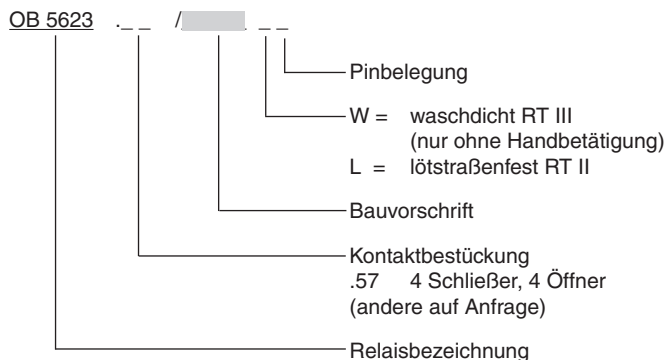 OB 5623 ._ _ / _ _
Pinbelegung
W = waschdicht RT III
(nur ohne Handbetätigung)
L = lötstraßenfest RT II
Bauvorschrift
Kontaktbestückung
.57 4 Schließer, 4 Öffner
(andere auf Anfrage)
Relaisbezeichnung